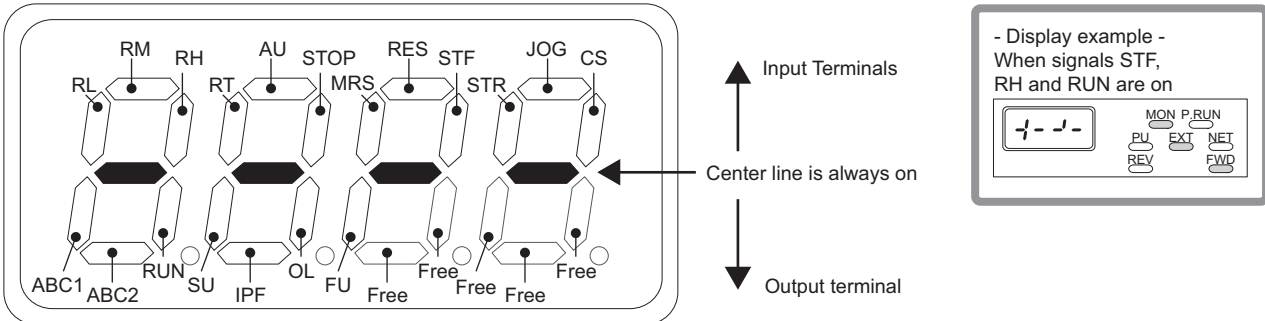 RM
RH
AU
STOP
RES
STF
JOG
CS
RL
RT
MRS
STR
Input Terminals
Center line is always on
ABC1
ABC2
RUN
SU
IPF
OL
FU
Free
Free
Free
Free
Free
Output terminal
- Display example -
When signals STF,
RH and RUN are on
MON P.RUN
PU EXT NET
REV FWD